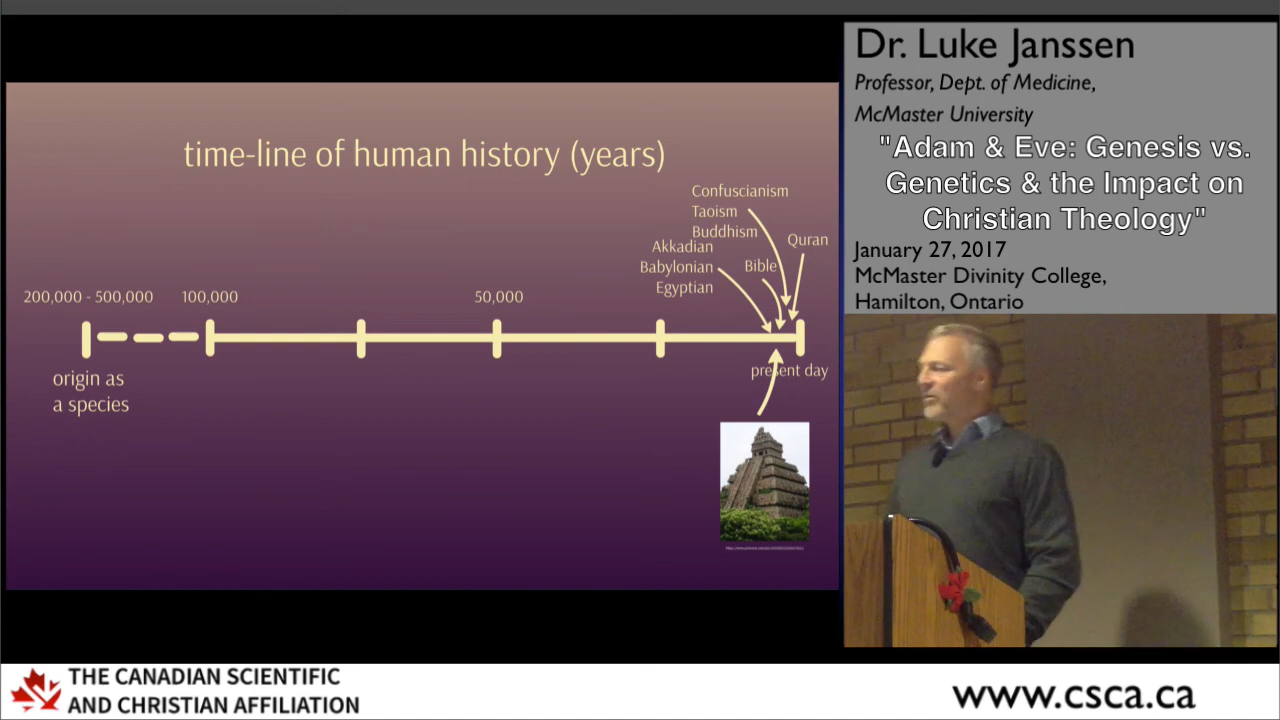 time-line of human history (years)
Confuscianism
Taoism
Buddhism
Akkadian
Babylonian
Egyptian
Bible
Quran
200,000 - 500,000
100,000
50,000
origin as
a species
present day
Dr. Luke Janssen
Professor, Dept. of Medicine,
McMaster University
"Adam & Eve: Genesis vs.
Genetics & the Impact on
Christian Theology"
January 27, 2017
McMaster Divinity College,
Hamilton, Ontario
THE CANADIAN SCIENTIFIC
AND CHRISTIAN AFFILIATION
www.csca.ca